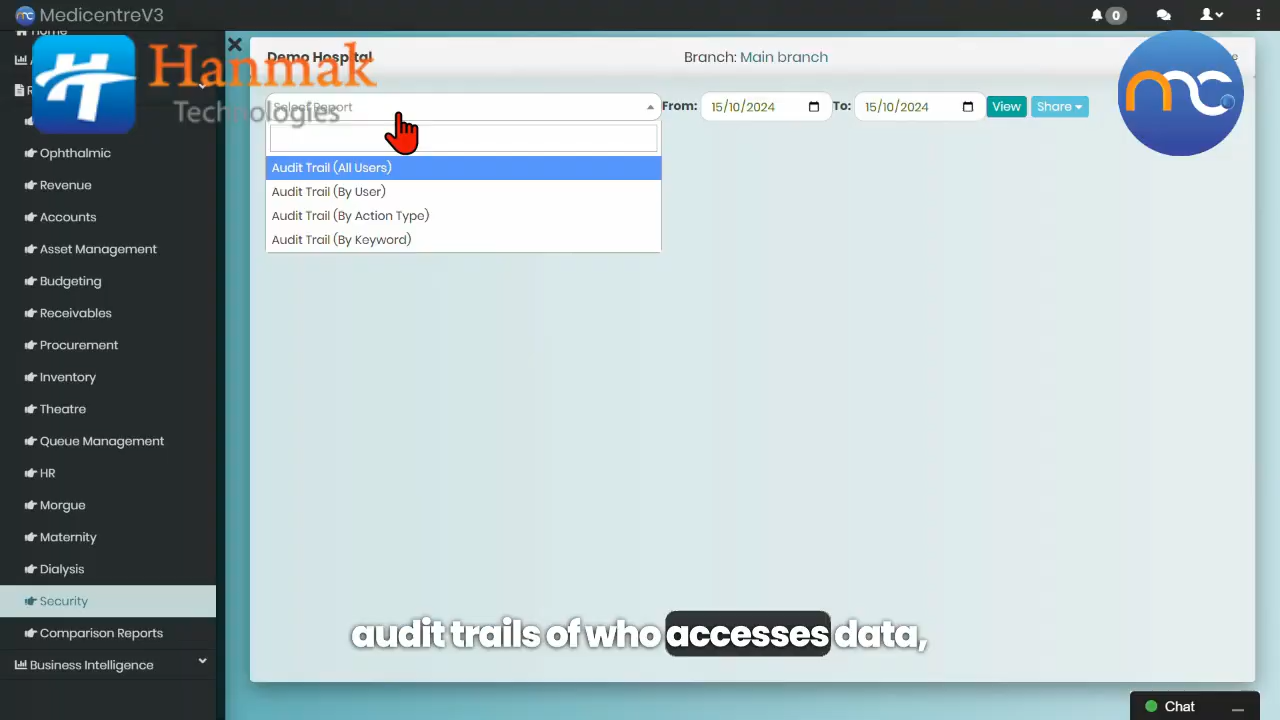 MedicentreV3
0
Home
Hanmak
Technologies
Demo Hospital
Branch: Main branch
Select Report
From: 15/10/2024 To: 15/10/2024 View Share
Audit Trail (All Users)
Audit Trail (By User)
Audit Trail (By Action Type)
Audit Trail (By Keyword)
mc
Ophthalmic
Revenue
Accounts
Asset Management
Budgeting
Receivables
Procurement
Inventory
Theatre
Queue Management
HR
Morgue
Maternity
Dialysis
Security
Comparison Reports
Business Intelligence
audit trails of who accesses data,
Chat